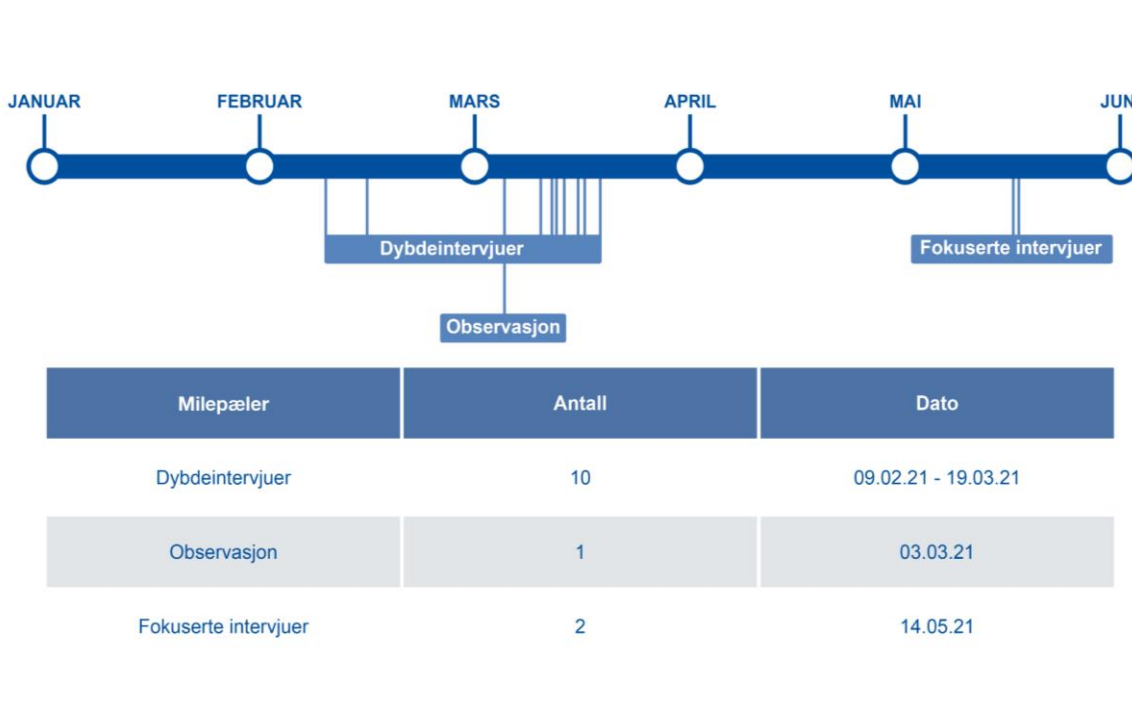 JANUAR FEBRUAR MARS APRIL MAI JUN
Dybdeintervjuer Fokuserte intervjuer
Observasjon
Milepæler Antall Dato
Dybdeintervjuer 10 09.02.21 - 19.03.21
Observasjon 1 03.03.21
Fokuserte intervjuer 2 14.05.21